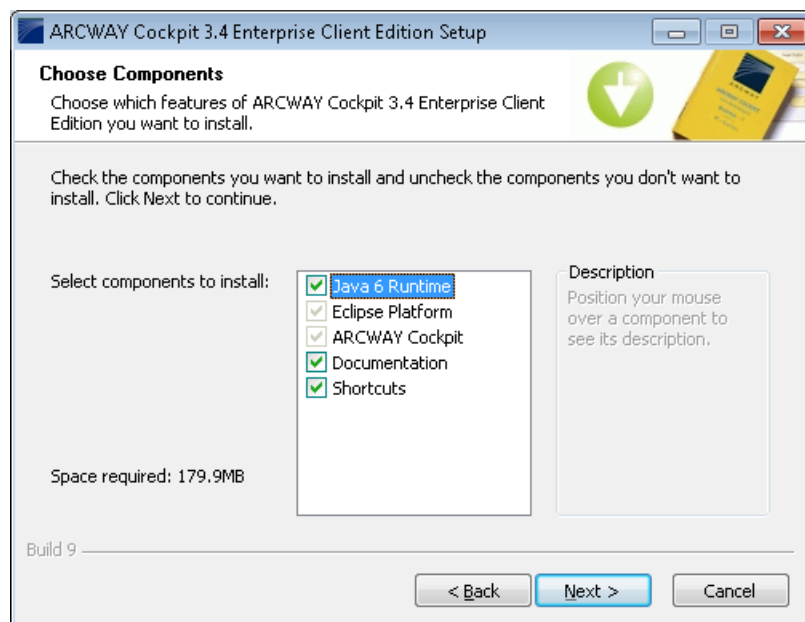 ARCWAY Cockpit 3.4 Enterprise Client Edition Setup
Choose Components
Choose which features of ARCWAY Cockpit 3.4 Enterprise Client
Edition you want to install.
ARCWAY
Check the components you want to install and uncheck the components you don't want to
install. Click Next to continue.
Select components to install:
Java 6 Runtime
Eclipse Platform
ARCWAY Cockpit
Documentation
Shortcuts
Description
Position your mouse
over a component to
see its description.
Space required: 179.9MB
Build 9
< Back
Next >
Cancel